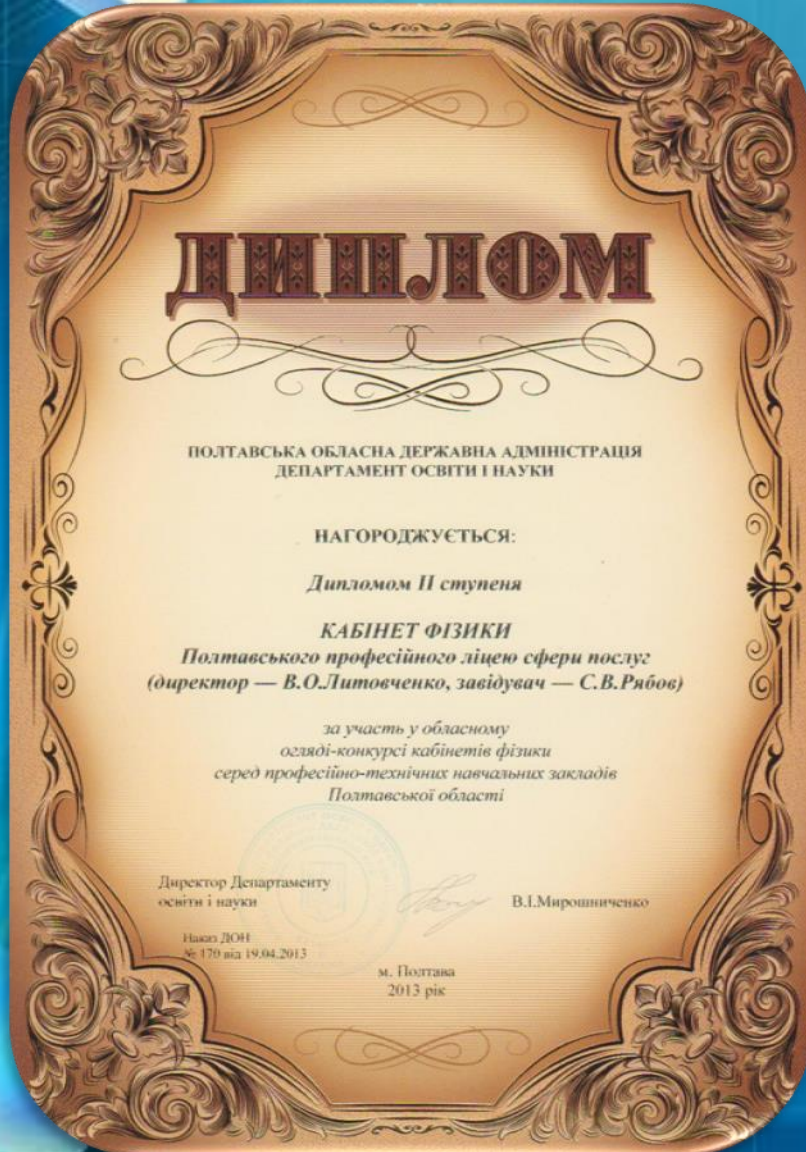 ДИПЛОМ
ПОЛТАВСЬКА ОБЛАСНА ДЕРЖАВНА АДМІНІСТРАЦІЯ
ДЕПАРТАМЕНТ ОСВІТИ І НАУКИ
НАГОРОДЖУЄТЬСЯ:
Дипломом ІІ ступеня
КАБІНЕТ ФІЗИКИ
Полтавського професійного ліцею сфери послуг
(директор — В.О.Литовченко, завідувач — С.В.Рябов)
за участь у обласному
огляді-конкурсі кабінетів фізики
серед професійно-технічних навчальних закладів
Полтавської області
Директор Департаменту
освіти і науки
В.І.Мирошниченко
Наказ ДОН
№ 170 від 19.04.2013
м. Полтава
2013 рік